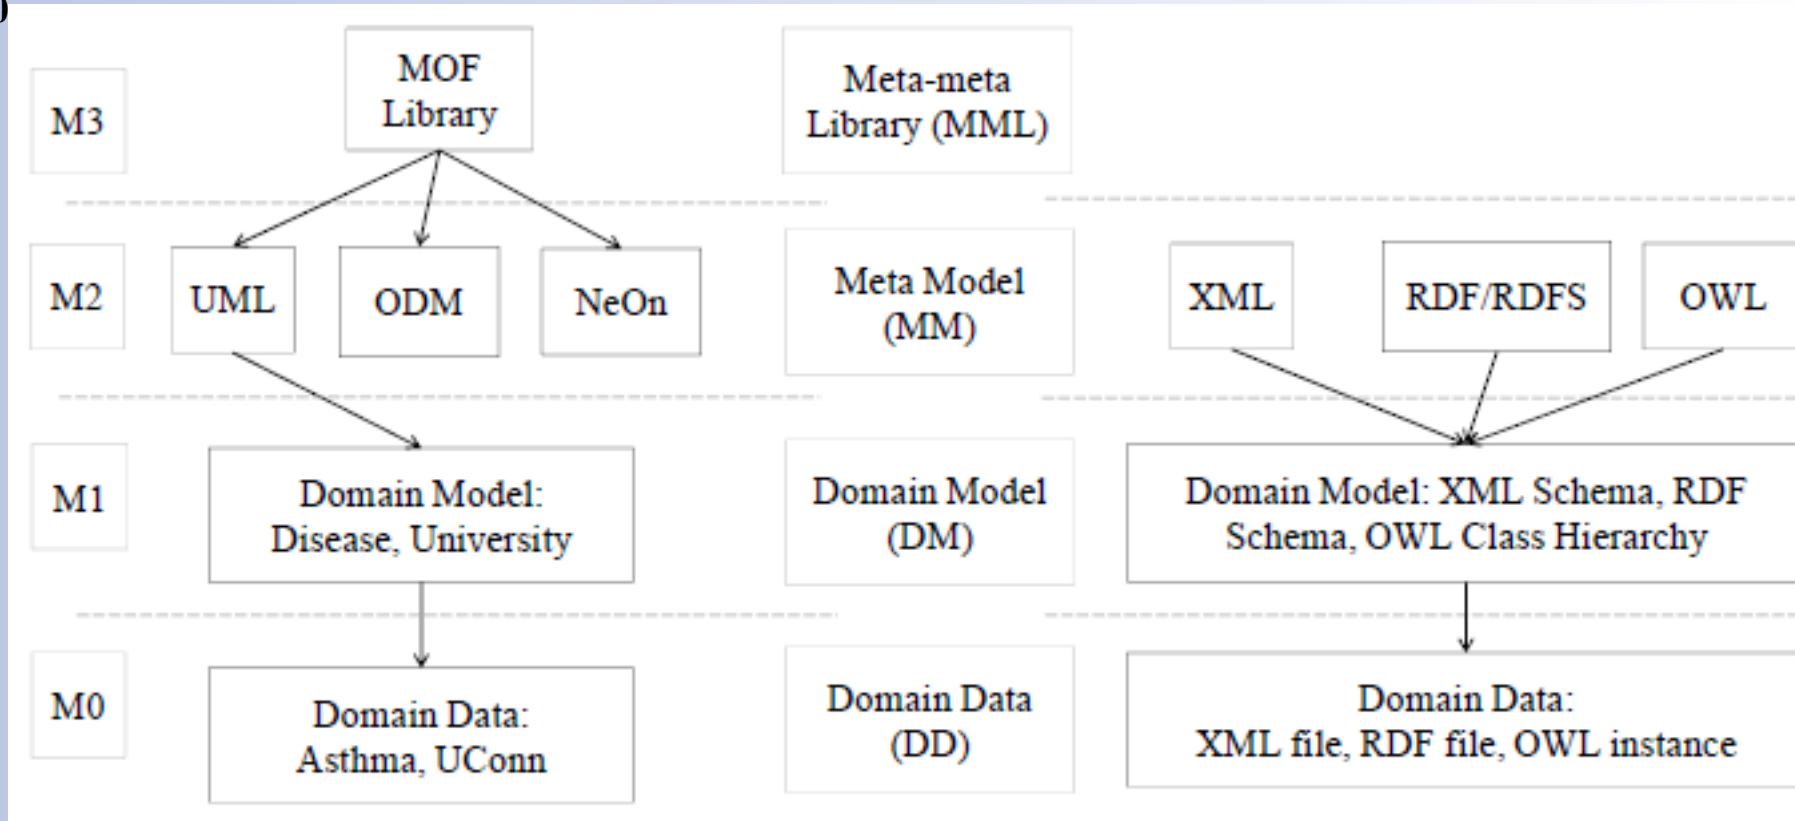 M3
MOF
Library
Meta-meta
Library (MML)
M2
UML
ODM
NeOn
Meta Model
(MM)
XML
RDF/RDFS
OWL
M1
Domain Model:
Disease, University
Domain Model
(DM)
Domain Model: XML Schema, RDF
Schema, OWL Class Hierarchy
M0
Domain Data:
Asthma, UConn
Domain Data
(DD)
Domain Data:
XML file, RDF file, OWL instance